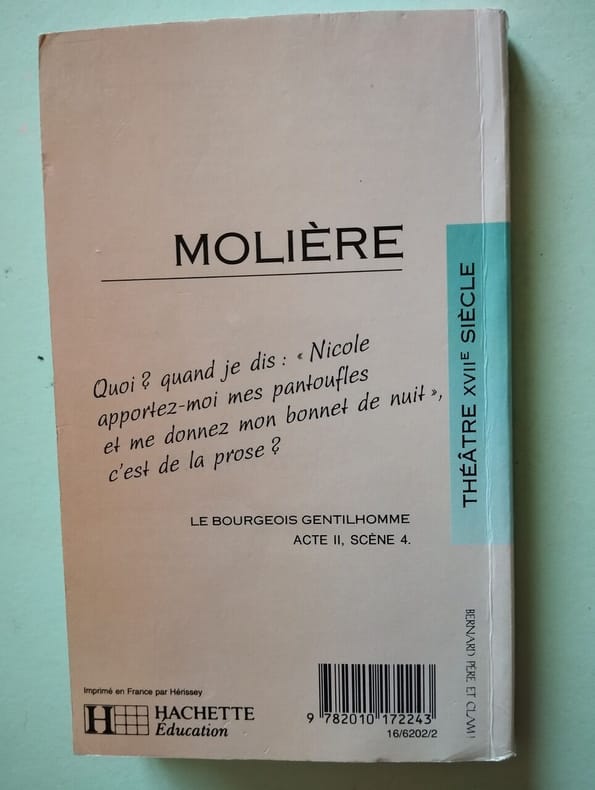 MOLIÈRE
Quoi ? quand je dis : « Nicole
apportez-moi mes pantoufles
et me donnez mon bonnet de nuit »,
c'est de la prose ?
LE BOURGEOIS GENTILHOMME
ACTE II, SCÈNE 4.
THÉÂTRE XVIIE SIÈCLE
BERNARD PÈRE ET
Imprimé en France par Hérissey
H HACHETTE
Éducation
9 782010 172243
16/6202/2